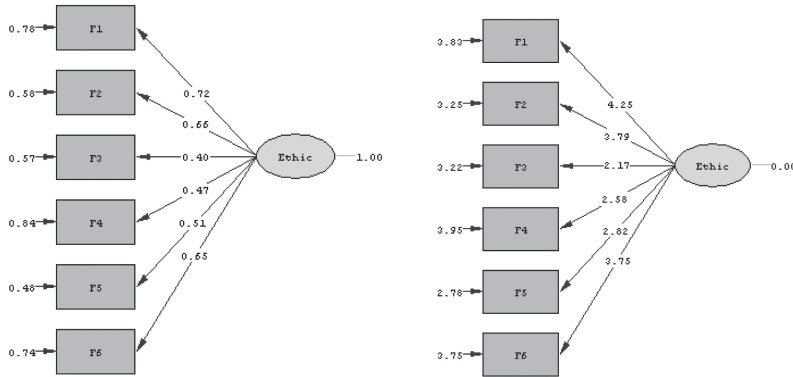 0.78 F1
0.72
0.58 F2
0.66
0.57 F3 0.40 Ethic 1.00
0.47
0.84 F4
0.51
0.65
0.48 F5
0.74 F6
3.83 F1
4.25
3.25 F2
3.79
3.22 F3 2.17 Ethic 0.00
2.58
3.95 F4
2.82
3.75
2.78 F5
3.75 F6